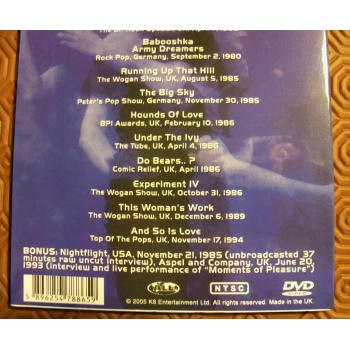 Babooshka
Army Dreamers
Rock Pop, Germany, September 2, 1980
Running Up That Hill
The Wogan Show, UK, August 5, 1985
The Big Sky
Peter's Pop Show, Germany, November 30, 1985
Hounds Of Love
BPI Awards, UK, February 10, 1986
Under The Ivy
The Tube, UK, April 4, 1986
Do Bears.. ?
Comic Relief, UK, April 1986
Experiment IV
The Wogan Show, UK, October 31, 1986
This Woman's Work
The Wogan Show, UK, December 6, 1989
And So Is Love
Top Of The Pops, UK, November 17, 1994
BONUS: Nightflight, USA, November 21, 1985 (unbroadcasted 37
minutes raw uncut interview), Aspel and Company, UK, June 20,
1993 (interview and live performance of "Moments of Pleasure")
5 896254 788659
NTSC
DVD
VIDEO
© 2005 K8 Entertainment Ltd. All rights reserved. Made in the UK